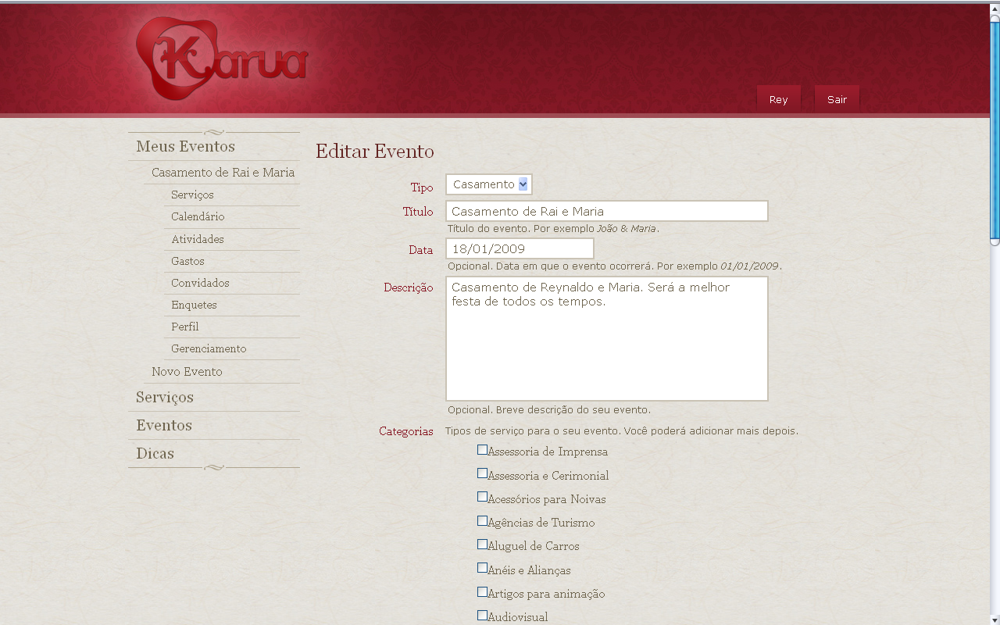 Karua
Rey
Sair
Meus Eventos
Casamento de Rai e Maria
Serviços
Calendário
Atividades
Gastos
Convidados
Enquetes
Perfil
Gerenciamento
Novo Evento
Serviços
Eventos
Dicas
Editar Evento
Tipo
Casamento
Título
Casamento de Rai e Maria
Título do evento. Por exemplo João & Maria.
Data
18/01/2009
Opcional. Data em que o evento ocorrerá. Por exemplo 01/01/2009.
Descrição
Casamento de Reynaldo e Maria. Será a melhor
festa de todos os tempos.
Opcional. Breve descrição do seu evento.
Categorias
Tipos de serviço para o seu evento. Você poderá adicionar mais depois.
Assessoria de Imprensa
Assessoria e Cerimonial
Acessórios para Noivas
Agências de Turismo
Aluguel de Carros
Anéis e Alianças
Artigos para animação
Audiovisual